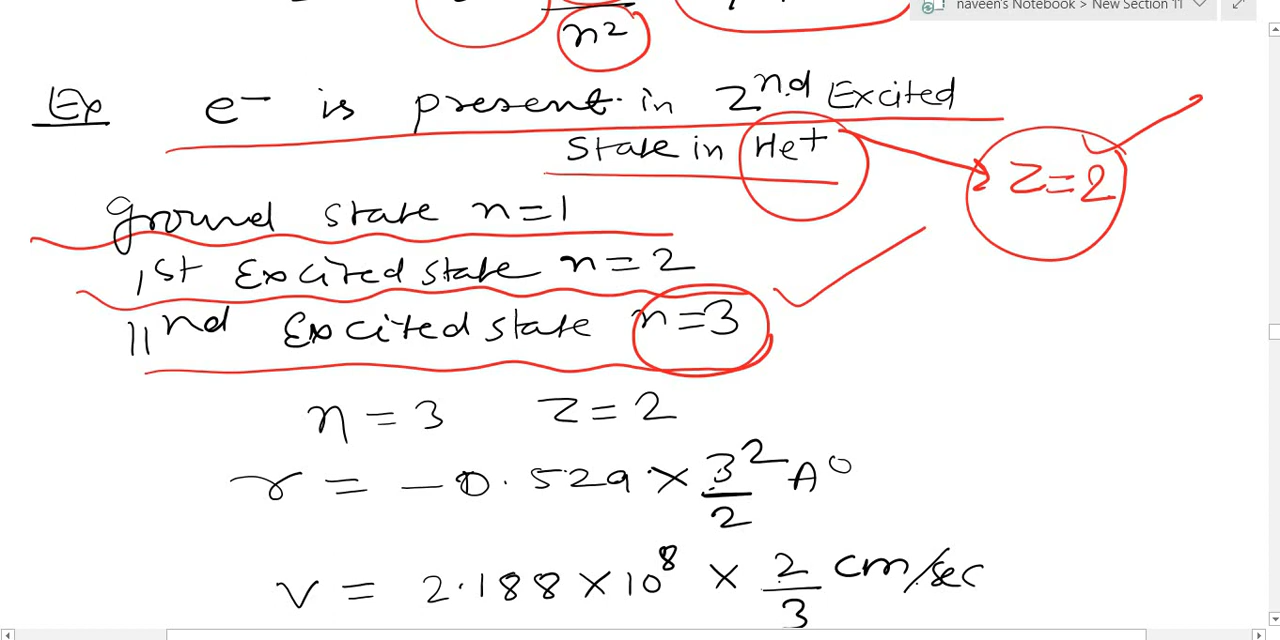 naveen's Notebook > New Section 11
n²
Ex e⁻ is present in 2nd Excited
State in He⁺
Z=2
ground state n=1
1st Excited state n=2
IInd Excited state n=3
n=3 Z=2
r = -0.529 × 3²/2 A⁰
v = 2.188×10⁸ × 2/3 cm/sec